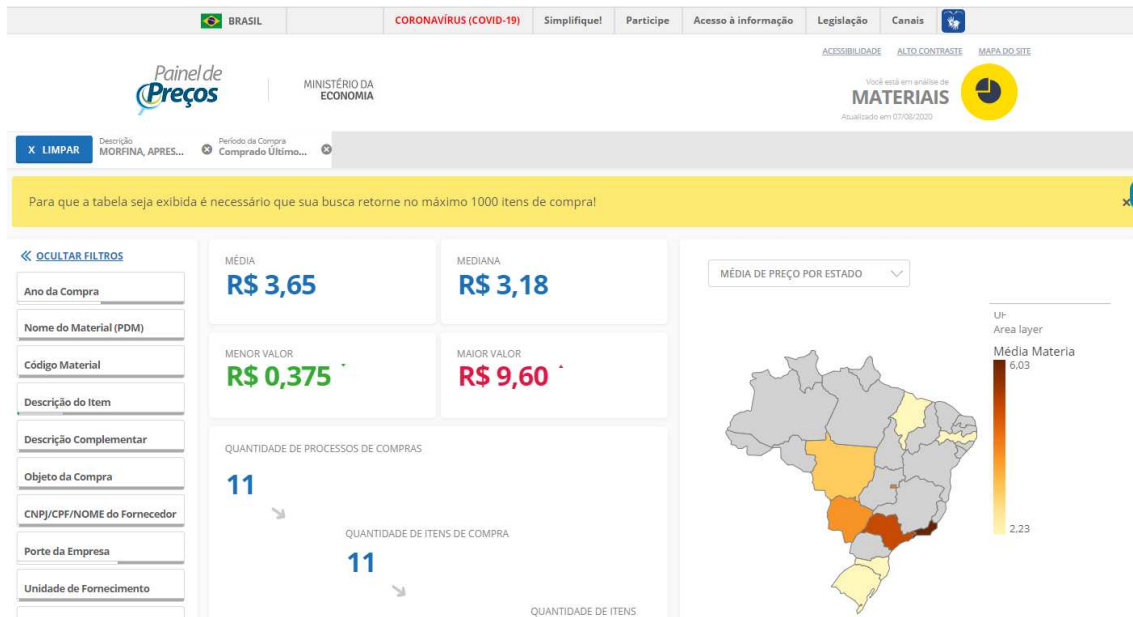 BRASIL
CORONAVÍRUS (COVID-19)
Simplifique!
Participe
Acesso à informação
Legislação
Canais
ACESSIBILIDADE
ALTO CONTRASTE
MAPA DO SITE
Painel de
Preços
MINISTÉRIO DA
ECONOMIA
Você está em análise de
MATERIAIS
Atualizado em 07/08/2020
X LIMPAR
Descrição
MORFINA, APRES...
Período da Compra
Comprado Último...
Para que a tabela seja exibida é necessário que sua busca retorne no máximo 1000 itens de compra!
OCULTAR FILTROS
Ano da Compra
Nome do Material (PDM)
Código Material
Descrição do Item
Descrição Complementar
Objeto da Compra
CNPJ/CPF/NOME do Fornecedor
Porte da Empresa
Unidade de Fornecimento
MÉDIA
R$ 3,65
MEDIANA
R$ 3,18
MENOR VALOR
R$ 0,375
MAIOR VALOR
R$ 9,60
QUANTIDADE DE PROCESSOS DE COMPRAS
11
QUANTIDADE DE ITENS DE COMPRA
11
QUANTIDADE DE ITENS
MÉDIA DE PREÇO POR ESTADO
UF
Area layer
Média Materia
6,03
2,23